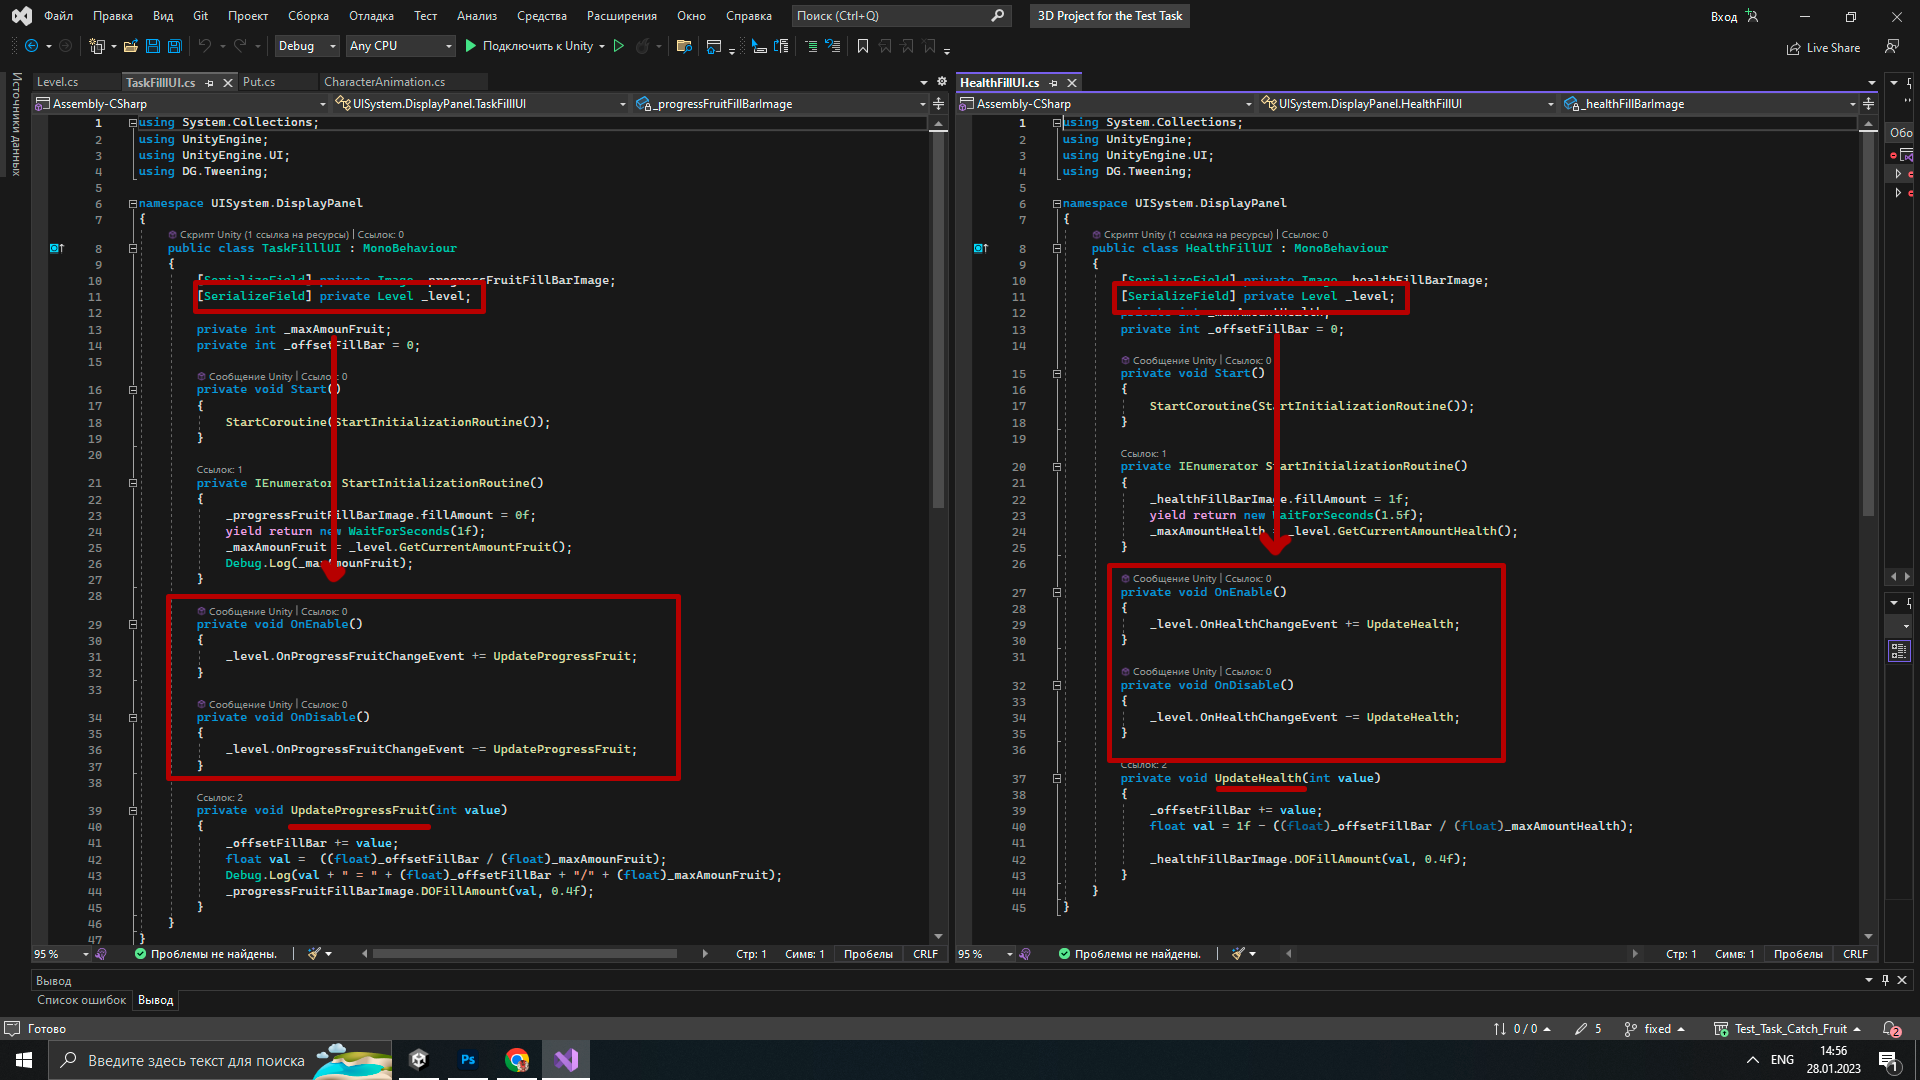 Файл Правка Вид Git Проект Сборка Отладка Тест Анализ Средства Расширения Окно Справка Поиск (Ctrl+Q) 3D Project for the Test Task Вход
Debug Any CPU Подключить к Unity Live Share
Источники данных
Level.cs TaskFilllUI.cs Put.cs CharacterAnimation.cs
Assembly-CSharp UISystem.DisplayPanel.TaskFilllUI _progressFruitFillBarImage
1 using System.Collections;
2 using UnityEngine;
3 using UnityEngine.UI;
4 using DG.Tweening;
5
6 namespace UISystem.DisplayPanel
7 {
Скрипт Unity (1 ссылка на ресурсы) | Ссылок: 0
8 public class TaskFilllUI : MonoBehaviour
9 {
10 [SerializeField] private Image _progressFruitFillBarImage;
11 [SerializeField] private Level _level;
12
13 private int _maxAmounFruit;
14 private int _offsetFillBar = 0;
15
Сообщение Unity | Ссылок: 0
16 private void Start()
17 {
18 StartCoroutine(StartInitializationRoutine());
19 }
20
Ссылок: 1
21 private IEnumerator StartInitializationRoutine()
22 {
23 _progressFruitFillBarImage.fillAmount = 0f;
24 yield return new WaitForSeconds(1f);
25 _maxAmounFruit = _level.GetCurrentAmountFruit();
26 Debug.Log(_maxAmounFruit);
27 }
28
Сообщение Unity | Ссылок: 0
29 private void OnEnable()
30 {
31 _level.OnProgressFruitChangeEvent += UpdateProgressFruit;
32 }
33
Сообщение Unity | Ссылок: 0
34 private void OnDisable()
35 {
36 _level.OnProgressFruitChangeEvent -= UpdateProgressFruit;
37 }
38
Ссылок: 2
39 private void UpdateProgressFruit(int value)
40 {
41 _offsetFillBar += value;
42 float val = ((float)_offsetFillBar / (float)_maxAmounFruit);
43 Debug.Log(val + " = " + (float)_offsetFillBar + "/" + (float)_maxAmounFruit);
44 _progressFruitFillBarImage.DOFillAmount(val, 0.4f);
45 }
46 }
47 }
95 % Проблемы не найдены. Стр: 1 Симв: 1 Пробелы CRLF
HealthFillUI.cs
Assembly-CSharp UISystem.DisplayPanel.HealthFillUI _healthFillBarImage
1 using System.Collections;
2 using UnityEngine;
3 using UnityEngine.UI;
4 using DG.Tweening;
5
6 namespace UISystem.DisplayPanel
7 {
Скрипт Unity (1 ссылка на ресурсы) | Ссылок: 0
8 public class HealthFillUI : MonoBehaviour
9 {
10 [SerializeField] private Image _healthFillBarImage;
11 [SerializeField] private Level _level;
12 private int _maxAmountHealth;
13 private int _offsetFillBar = 0;
14
Сообщение Unity | Ссылок: 0
15 private void Start()
16 {
17 StartCoroutine(StartInitializationRoutine());
18 }
19
Ссылок: 1
20 private IEnumerator StartInitializationRoutine()
21 {
22 _healthFillBarImage.fillAmount = 1f;
23 yield return new WaitForSeconds(1.5f);
24 _maxAmountHealth = _level.GetCurrentAmountHealth();
25 }
26
Сообщение Unity | Ссылок: 0
27 private void OnEnable()
28 {
29 _level.OnHealthChangeEvent += UpdateHealth;
30 }
31
Сообщение Unity | Ссылок: 0
32 private void OnDisable()
33 {
34 _level.OnHealthChangeEvent -= UpdateHealth;
35 }
36
Ссылок: 2
37 private void UpdateHealth(int value)
38 {
39 _offsetFillBar += value;
40 float val = 1f - ((float)_offsetFillBar / (float)_maxAmountHealth);
41
42 _healthFillBarImage.DOFillAmount(val, 0.4f);
43 }
44 }
45 }
95 % Проблемы не найдены. Стр: 1 Симв: 1 Пробелы CRLF
Обо
Вывод
Список ошибок Вывод
Готово 0 / 0 5 fixed Test_Task_Catch_Fruit 2
Введите здесь текст для поиска Ps ENG 14:56
28.01.2023 1